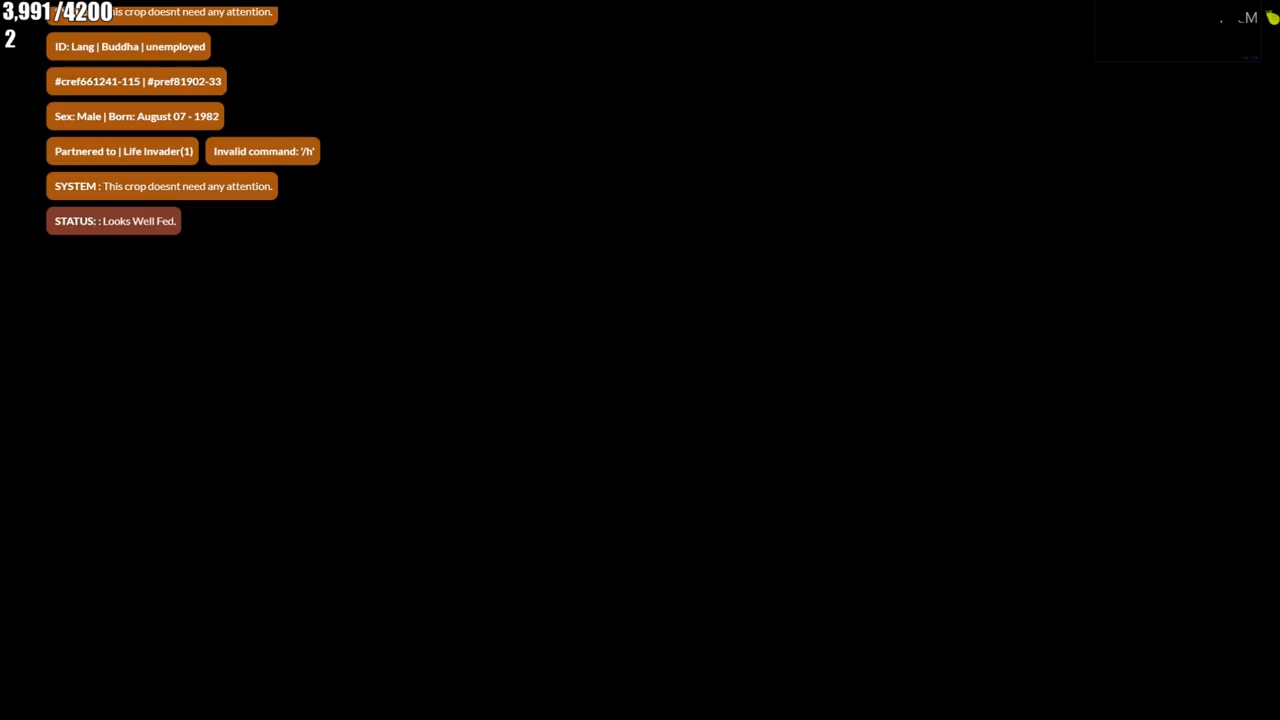 3,991 /4200
his crop doesnt need any attention.
2
ID: Lang | Buddha | unemployed
#cref661241-115 | #pref81902-33
Sex: Male | Born: August 07 - 1982
Partnered to | Life Invader(1) Invalid command: '/h'
SYSTEM : This crop doesnt need any attention.
STATUS: : Looks Well Fed.